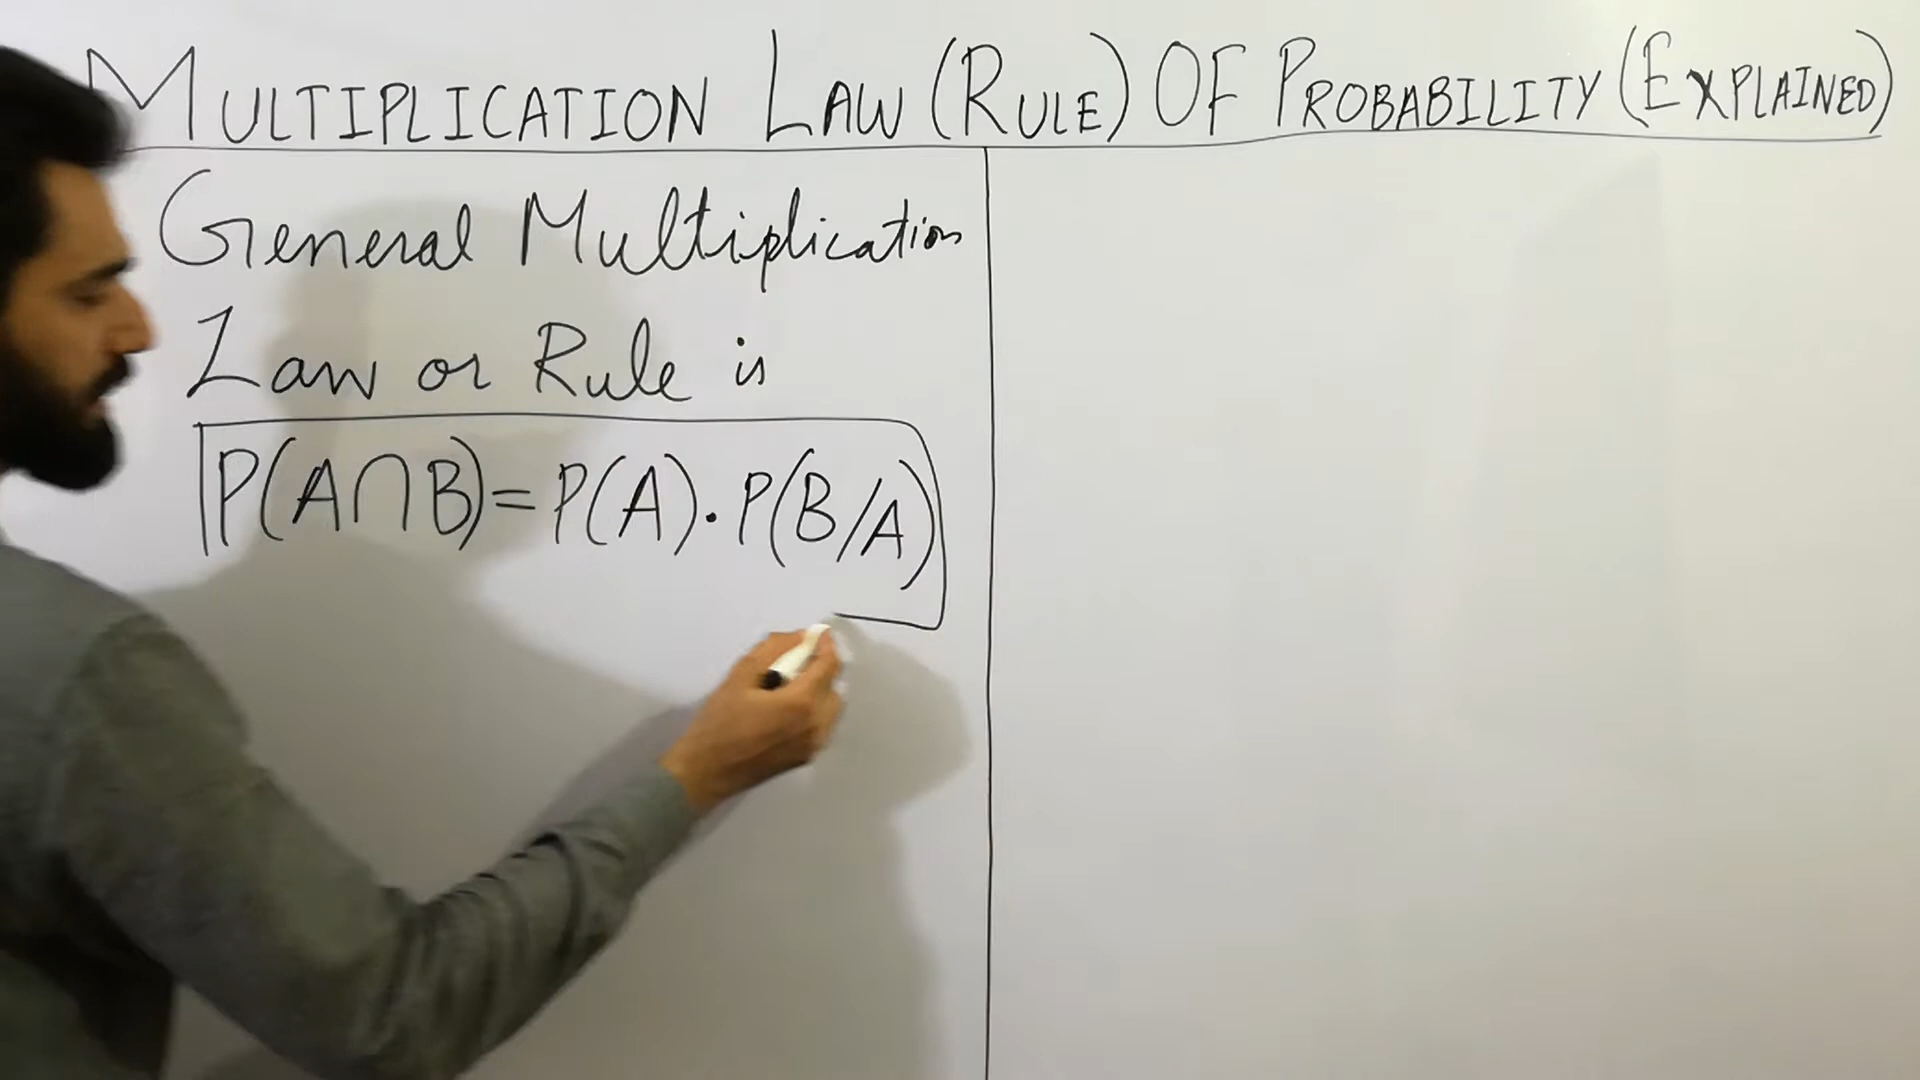 MULTIPLICATION LAW (RULE) OF PROBABILITY (EXPLAINED)
General Multiplication
Law or Rule is
P(A∩B)=P(A).P(B/A)